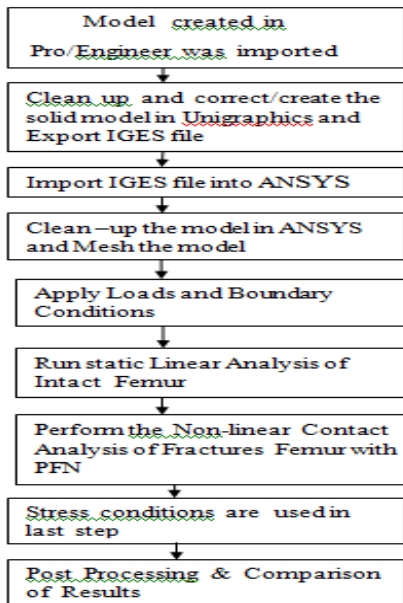 Model created in
Pro/Engineer was imported
Clean up and correct/create the
solid model in Unigraphics and
Export IGES file
Import IGES file into ANSYS
Clean –up the model in ANSYS
and Mesh the model
Apply Loads and Boundary
Conditions
Run static Linear Analysis of
Intact Femur
Perform the Non-linear Contact
Analysis of Fractures Femur with
PFN
Stress conditions are used in
last step
Post Processing & Comparison
of Results